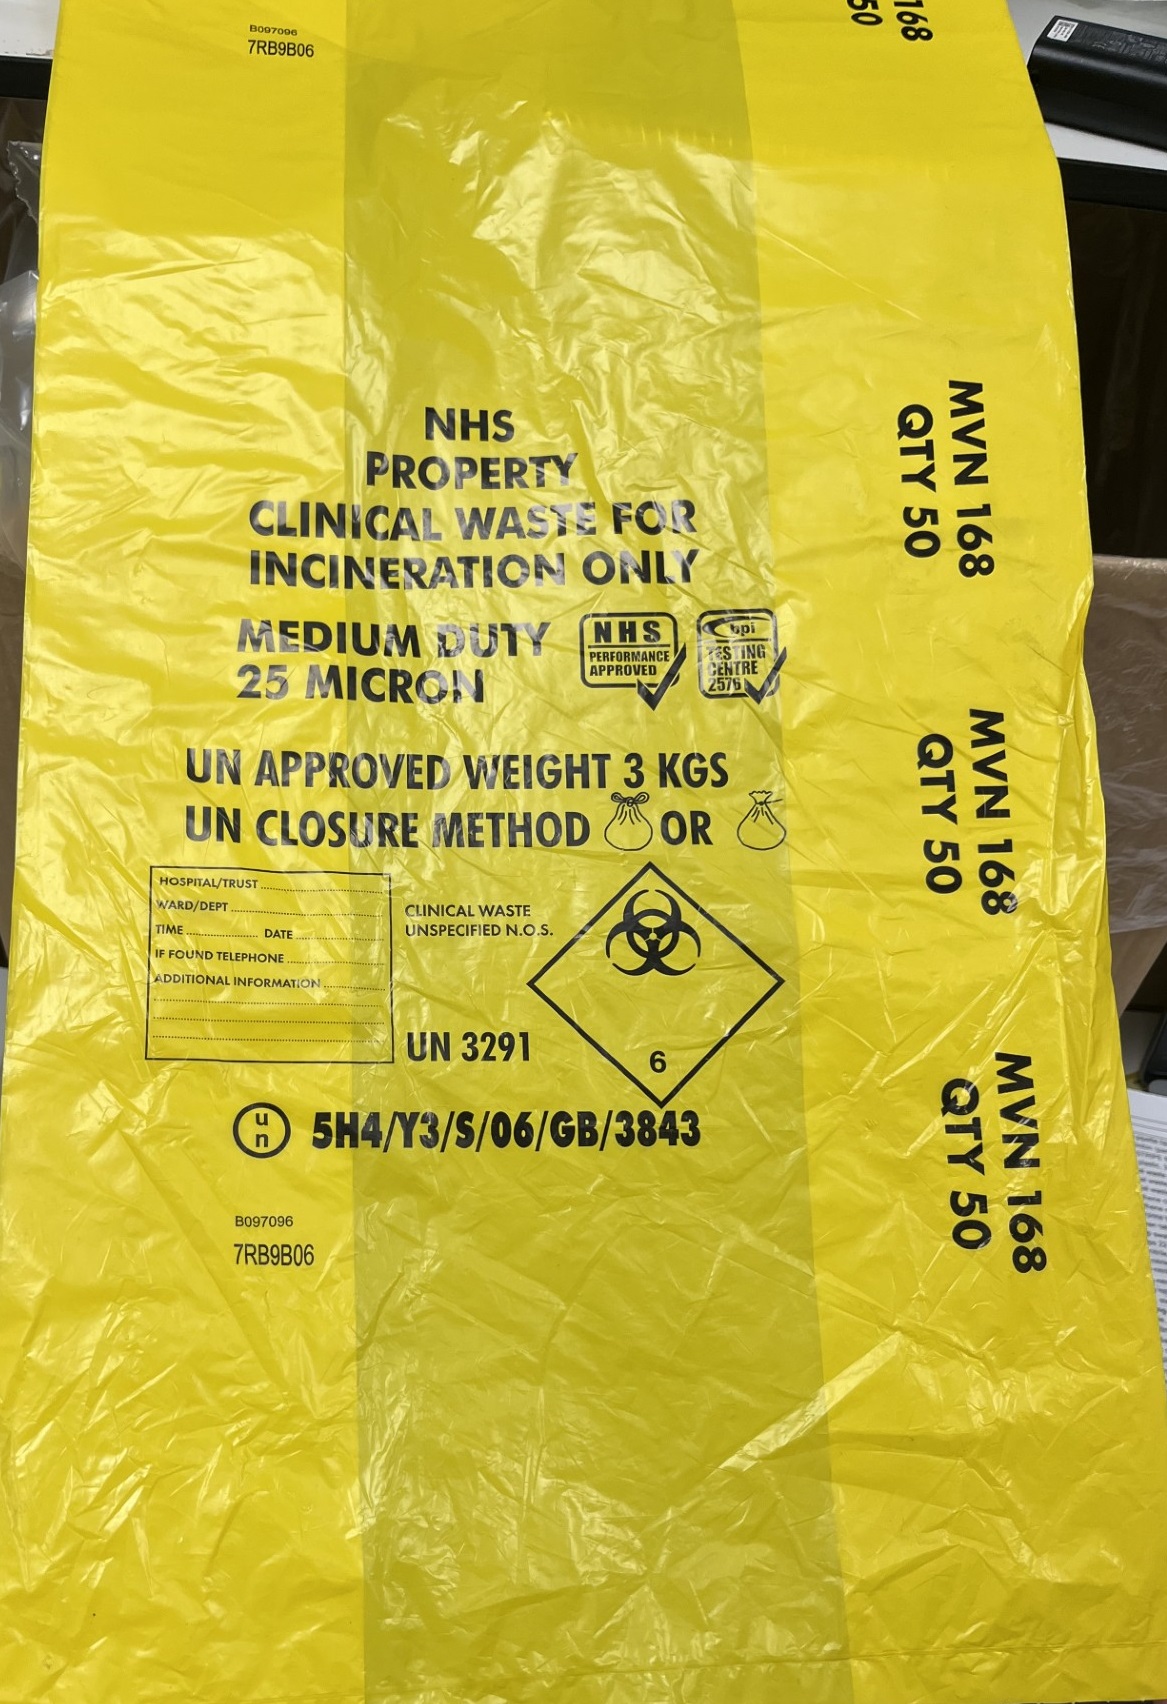 B097096
7RB9B06
168
50
NHS
PROPERTY
CLINICAL WASTE FOR
INCINERATION ONLY
MEDIUM DUTY
25 MICRON
NHS
PERFORMANCE
APPROVED
bpi
TESTING
CENTRE
2576
UN APPROVED WEIGHT 3 KGS
UN CLOSURE METHOD OR
HOSPITAL/TRUST
WARD/DEPT
TIME DATE
IF FOUND TELEPHONE
ADDITIONAL INFORMATION
CLINICAL WASTE
UNSPECIFIED N.O.S.
UN 3291
6
un 5H4/Y3/S/06/GB/3843
B097096
7RB9B06
MVN 168
QTY 50
MVN 168
QTY 50
MVN 168
QTY 50